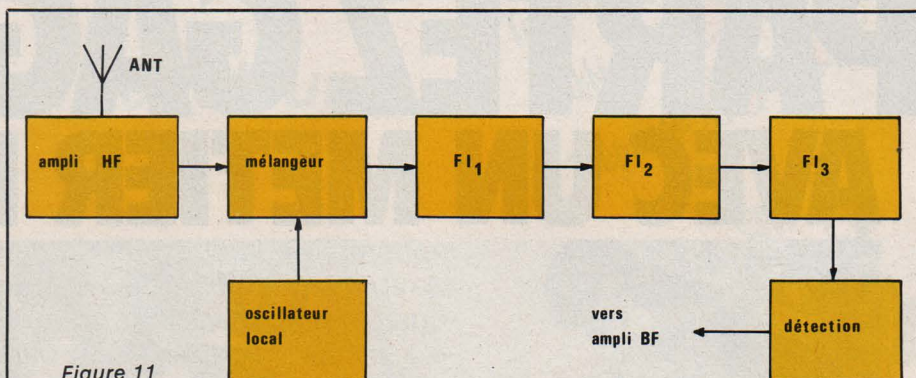 ANT
ampli HF
mélangeur
FI1
FI2
FI3
oscillateur
local
vers
ampli BF
détection
Figure 11